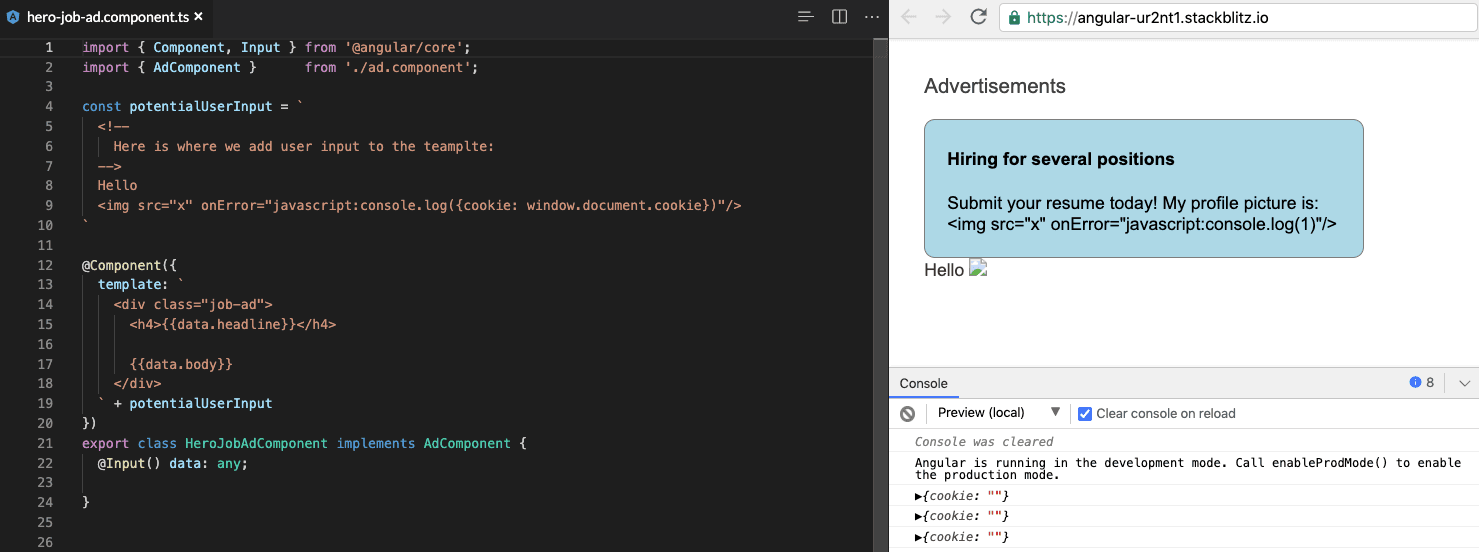 hero-job-ad.component.ts ×
1 import { Component, Input } from '@angular/core';
2 import { AdComponent }      from './ad.component';
3
4 const potentialUserInput = `
5   <!--
6     Here is where we add user input to the teamplte:
7   -->
8   Hello
9   <img src="x" onError="javascript:console.log({cookie: window.document.cookie})"/>
10 `
11
12 @Component({
13   template: `
14     <div class="job-ad">
15       <h4>{{data.headline}}</h4>
16
17       {{data.body}}
18     </div>
19   ` + potentialUserInput
20 })
21 export class HeroJobAdComponent implements AdComponent {
22   @Input() data: any;
23
24 }
25
26
https://angular-ur2nt1.stackblitz.io
Advertisements
Hiring for several positions
Submit your resume today! My profile picture is:
<img src="x" onError="javascript:console.log(1)"/>
Hello
Console 8
Preview (local) ▼ Clear console on reload
Console was cleared
Angular is running in the development mode. Call enableProdMode() to enable
the production mode.
▶{cookie: ""}
▶{cookie: ""}
▶{cookie: ""}